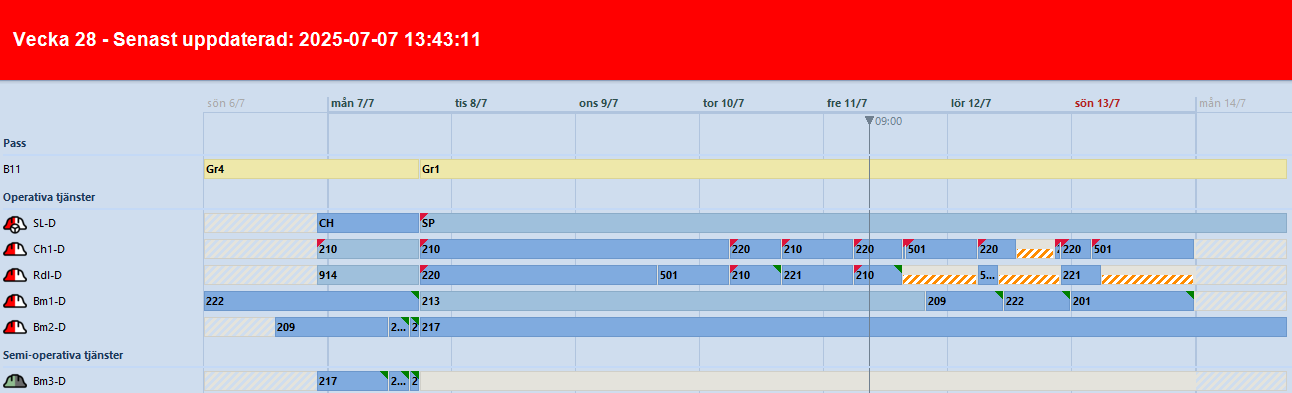 Vecka 28 - Senast uppdaterad: 2025-07-07 13:43:11
sön 6/7 mån 7/7 tis 8/7 ons 9/7 tor 10/7 fre 11/7 lör 12/7 sön 13/7 mån 14/7
09:00
Pass
B11 Gr4 Gr1
Operativa tjänster
SL-D CH SP
Ch1-D 210 210 220 210 220 501 220 220 501
Rdl-D 914 220 501 210 221 210 5... 221
Bm1-D 222 213 209 222 201
Bm2-D 209 2... 2 217
Semi-operativa tjänster
Bm3-D 217 2... 2